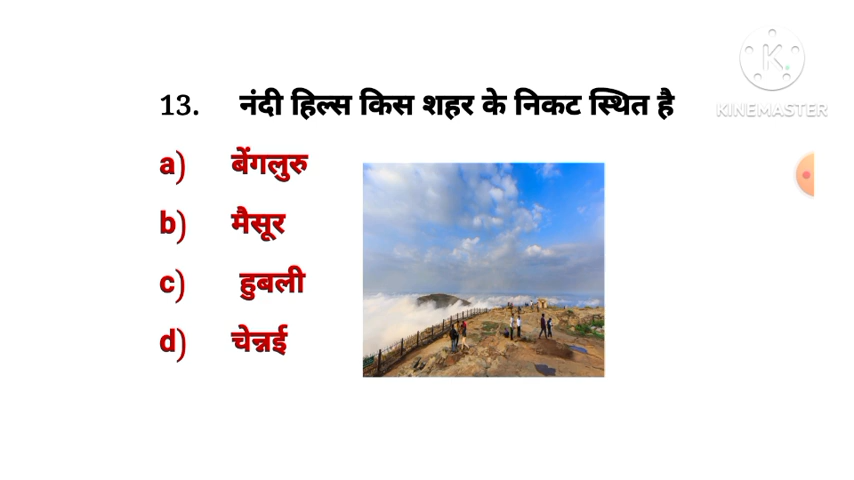 KINEMASTER
13. नंदी हिल्स किस शहर के निकट स्थित है
a) बेंगलुरु
b) मैसूर
c) हुबली
d) चेन्नई